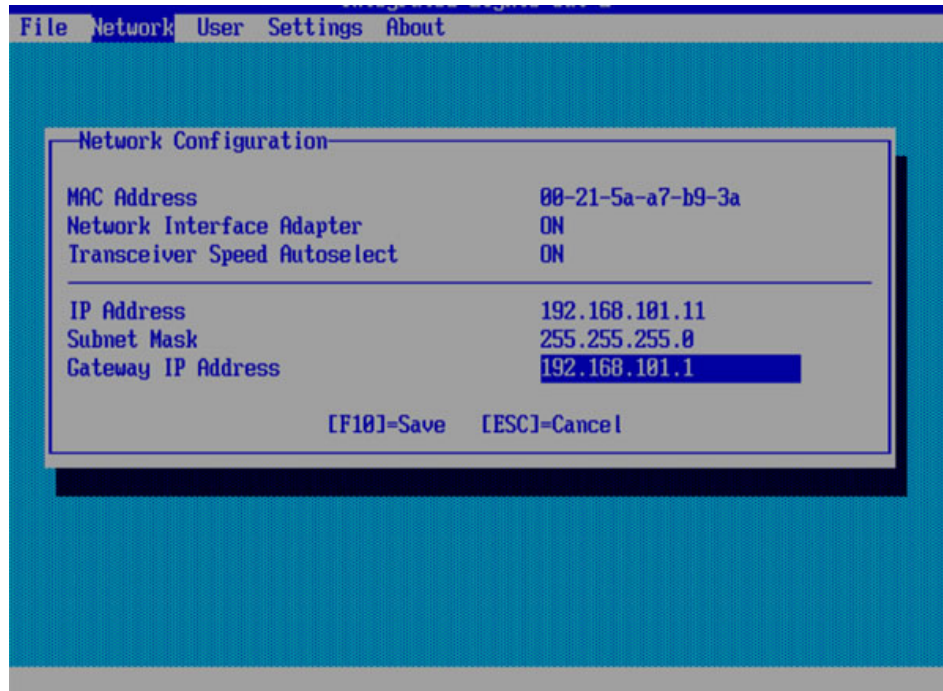 File Network User Settings About
Network Configuration
MAC Address 00-21-5a-a7-b9-3a
Network Interface Adapter ON
Transceiver Speed Autoselect ON
IP Address 192.168.101.11
Subnet Mask 255.255.255.0
Gateway IP Address 192.168.101.1
[F10]=Save [ESC]=Cancel